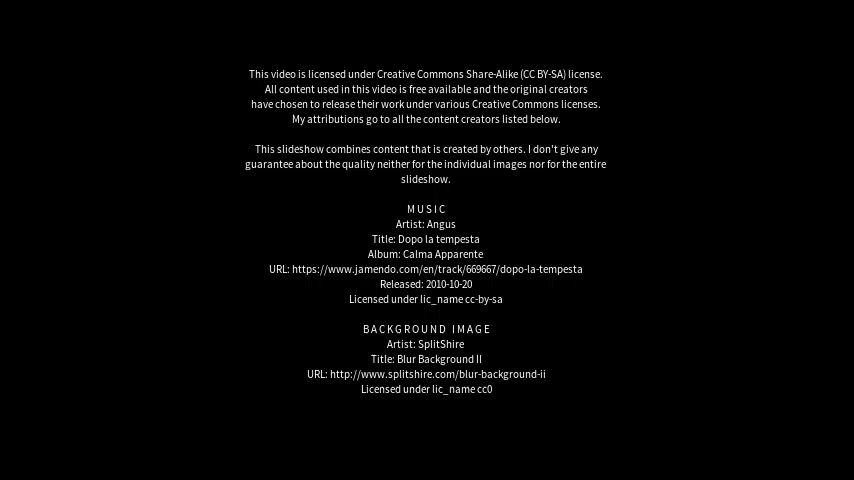 This video is licensed under Creative Commons Share-Alike (CC BY-SA) license.
All content used in this video is free available and the original creators
have chosen to release their work under various Creative Commons licenses.
My attributions go to all the content creators listed below.
This slideshow combines content that is created by others. I don't give any
guarantee about the quality neither for the individual images nor for the entire
slideshow.
MUSIC
Artist: Angus
Title: Dopo la tempesta
Album: Calma Apparente
URL: https://www.jamendo.com/en/track/669667/dopo-la-tempesta
Released: 2010-10-20
Licensed under lic_name cc-by-sa
BACKGROUND IMAGE
Artist: SplitShire
Title: Blur Background II
URL: http://www.splitshire.com/blur-background-ii
Licensed under lic_name cc0